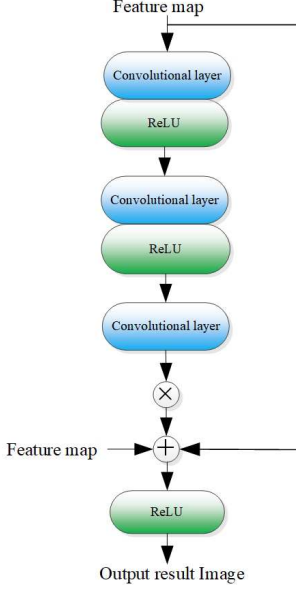 Feature map
Convolutional layer
ReLU
Convolutional layer
ReLU
Convolutional layer
×
Feature map
+
ReLU
Output result Image